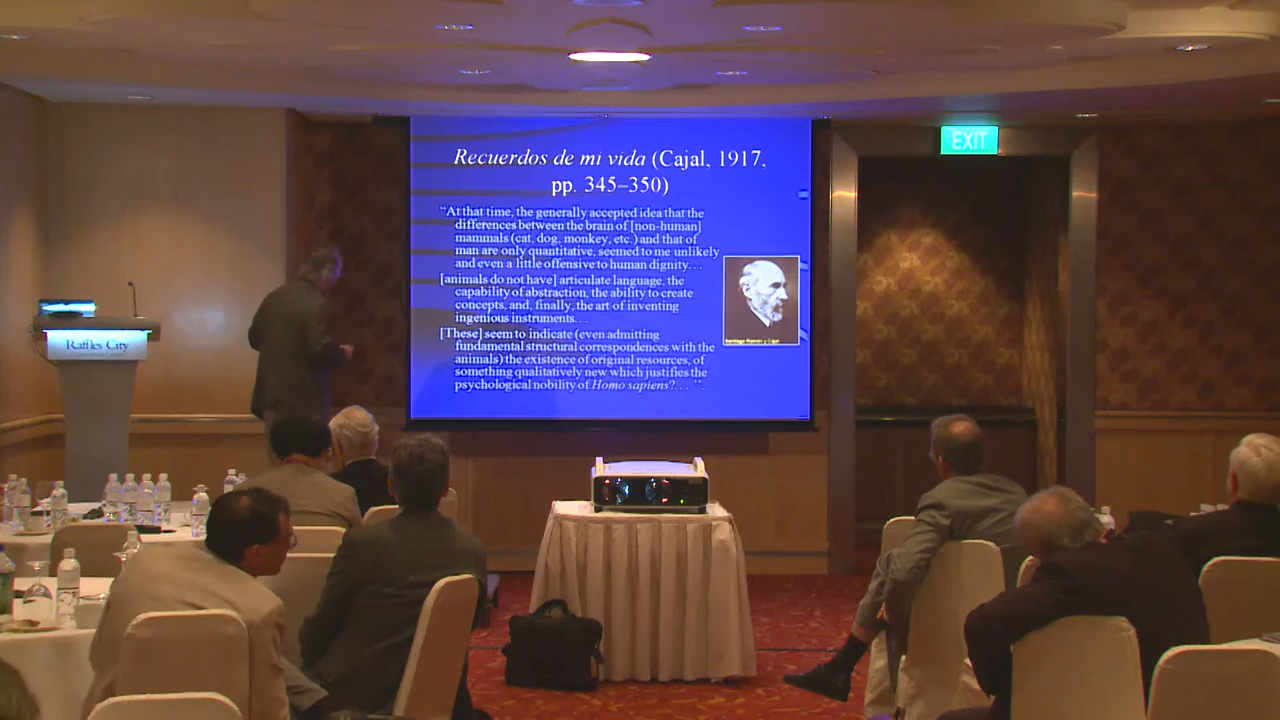 EXIT
Recuerdos de mi vida (Cajal, 1917,
pp. 345–350)
“At that time, the generally accepted idea that the
differences between the brain of [non-human]
mammals (cat, dog, monkey, etc.) and that of
man are only quantitative, seemed to me unlikely
and even a little offensive to human dignity. . .
[animals do not have] articulate language, the
capability of abstraction, the ability to create
concepts, and, finally, the art of inventing
ingenious instruments. . .
[These] seem to indicate (even admitting
fundamental structural correspondences with the
animals) the existence of original resources, of
something qualitatively new which justifies the
psychological nobility of Homo sapiens?. . . ”.
Santiago Ramón y Cajal
Raffles City